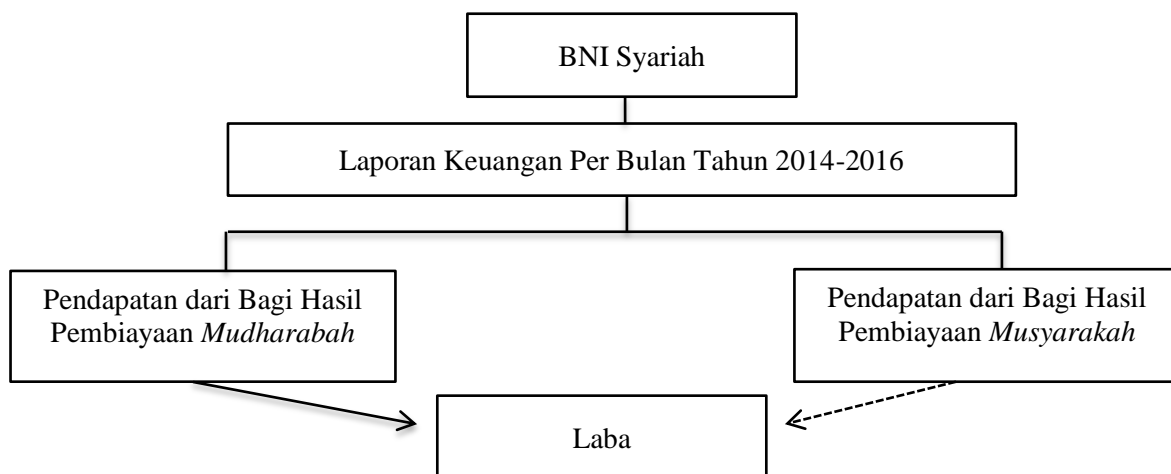 BNI Syariah
Laporan Keuangan Per Bulan Tahun 2014-2016
Pendapatan dari Bagi Hasil
Pembiayaan Mudharabah
Pendapatan dari Bagi Hasil
Pembiayaan Musyarakah
Laba